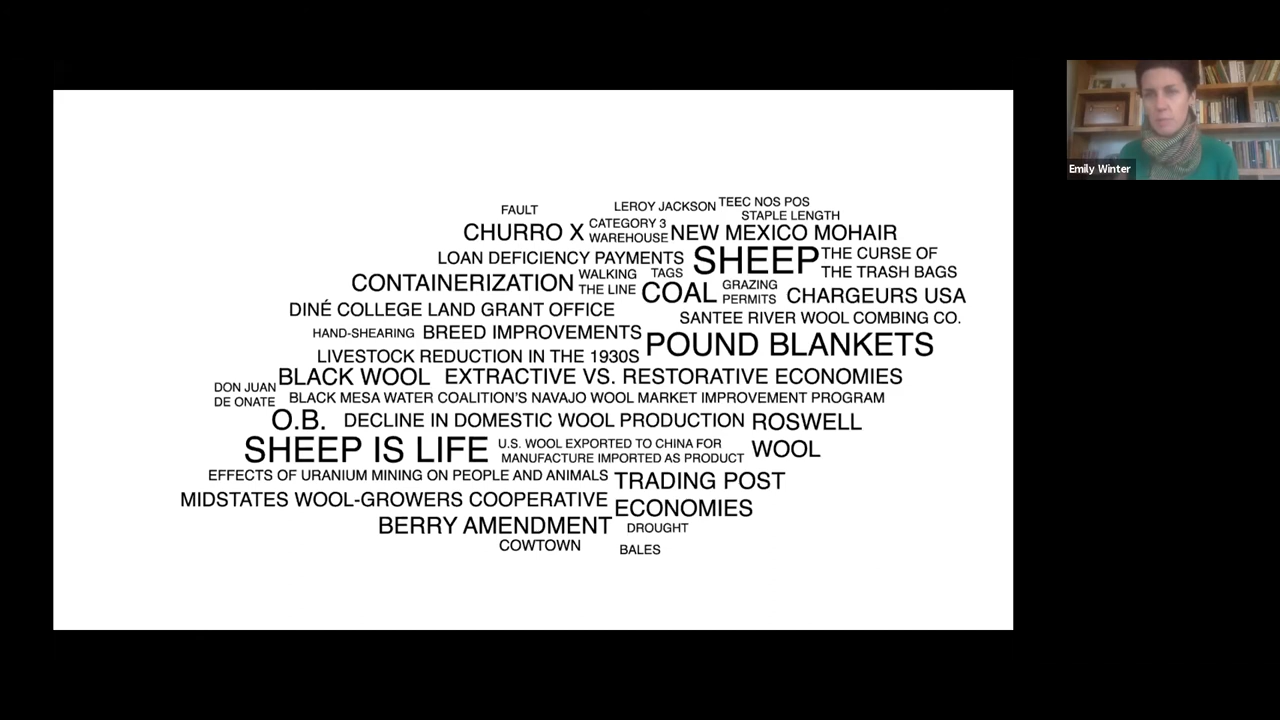 FAULT
LEROY JACKSON
TEEC NOS POS
STAPLE LENGTH
CHURRO X
CATEGORY 3
WAREHOUSE
NEW MEXICO MOHAIR
LOAN DEFICIENCY PAYMENTS
SHEEP
THE CURSE OF
THE TRASH BAGS
CONTAINERIZATION
WALKING
THE LINE
TAGS
COAL
GRAZING
PERMITS
CHARGEURS USA
DINÉ COLLEGE LAND GRANT OFFICE
SANTEE RIVER WOOL COMBING CO.
HAND-SHEARING
BREED IMPROVEMENTS
POUND BLANKETS
LIVESTOCK REDUCTION IN THE 1930S
DON JUAN
DE ONATE
BLACK WOOL
EXTRACTIVE VS. RESTORATIVE ECONOMIES
BLACK MESA WATER COALITION'S NAVAJO WOOL MARKET IMPROVEMENT PROGRAM
O.B.
DECLINE IN DOMESTIC WOOL PRODUCTION
ROSWELL
SHEEP IS LIFE
U.S. WOOL EXPORTED TO CHINA FOR
MANUFACTURE IMPORTED AS PRODUCT
WOOL
EFFECTS OF URANIUM MINING ON PEOPLE AND ANIMALS
TRADING POST
ECONOMIES
MIDSTATES WOOL-GROWERS COOPERATIVE
BERRY AMENDMENT
DROUGHT
COWTOWN
BALES
Emily Winter